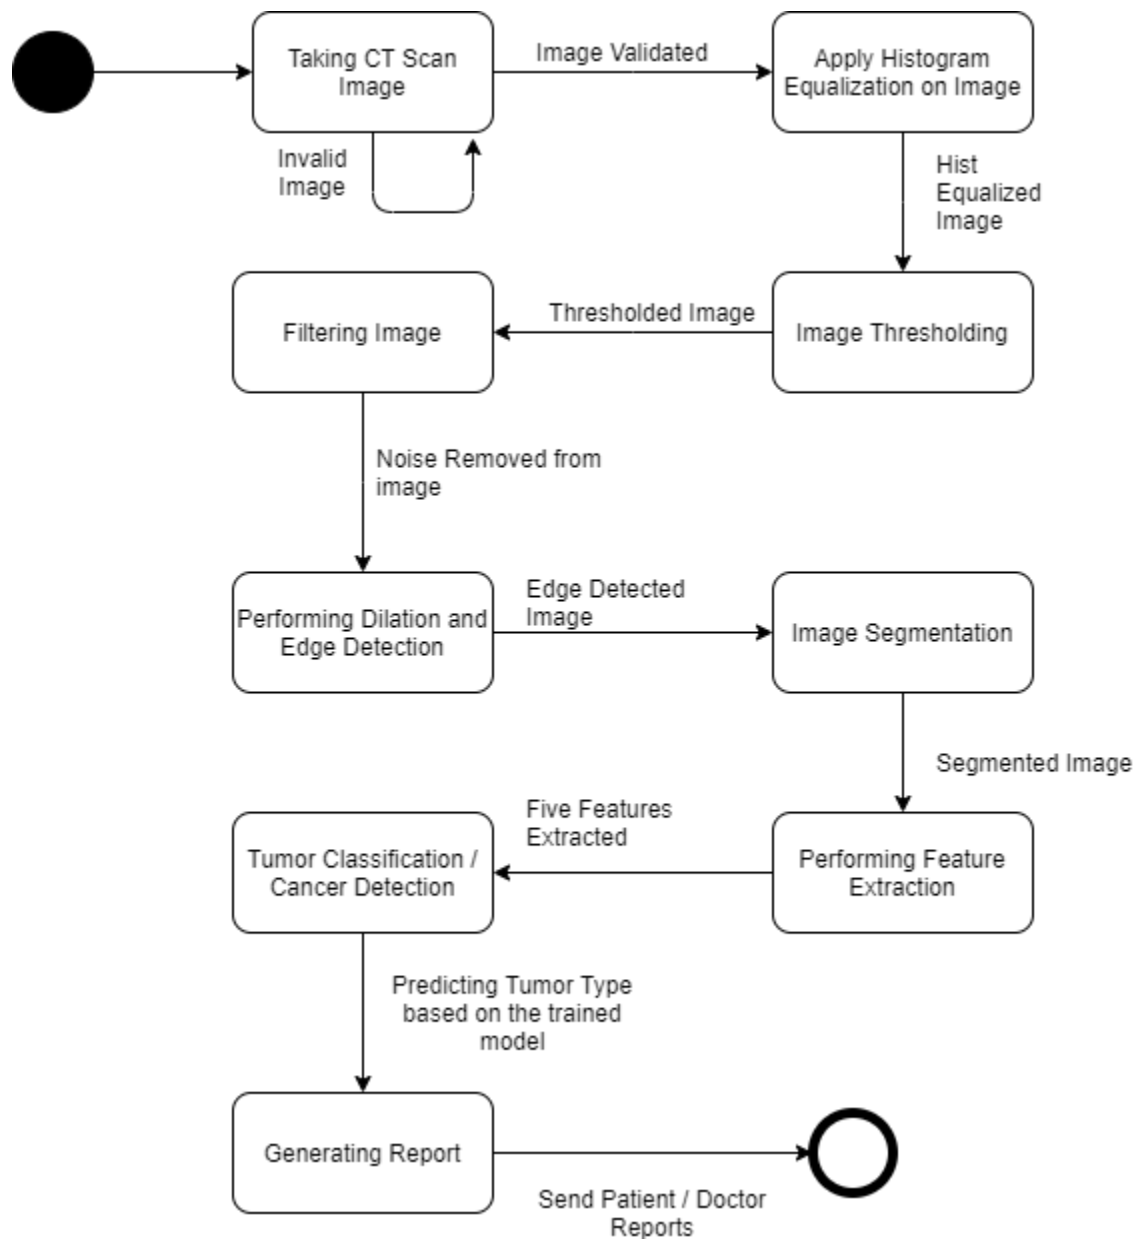 Taking CT Scan
Image
Image Validated
Apply Histogram
Equalization on Image
Invalid
Image
Hist
Equalized
Image
Filtering Image
Thresholded Image
Image Thresholding
Noise Removed from
image
Performing Dilation and
Edge Detection
Edge Detected
Image
Image Segmentation
Segmented Image
Tumor Classification /
Cancer Detection
Five Features
Extracted
Performing Feature
Extraction
Predicting Tumor Type
based on the trained
model
Generating Report
Send Patient / Doctor
Reports